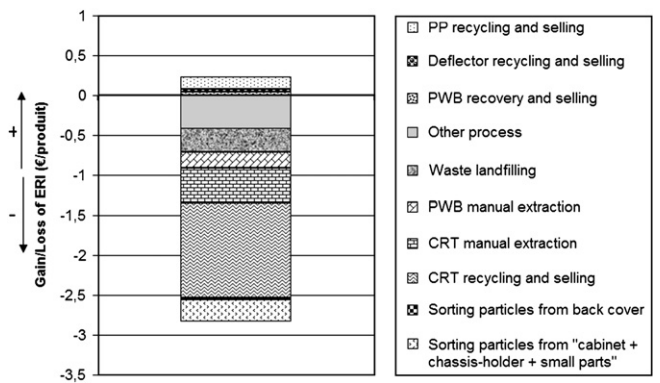 1
0,5
0
-0,5
-1
-1,5
-2
-2,5
-3
-3,5
+
-
Gain/Loss of ERI (€/produit)
PP recycling and selling
Deflector recycling and selling
PWB recovery and selling
Other process
Waste landfilling
PWB manual extraction
CRT manual extraction
CRT recycling and selling
Sorting particles from back cover
Sorting particles from "cabinet +
chassis-holder + small parts"